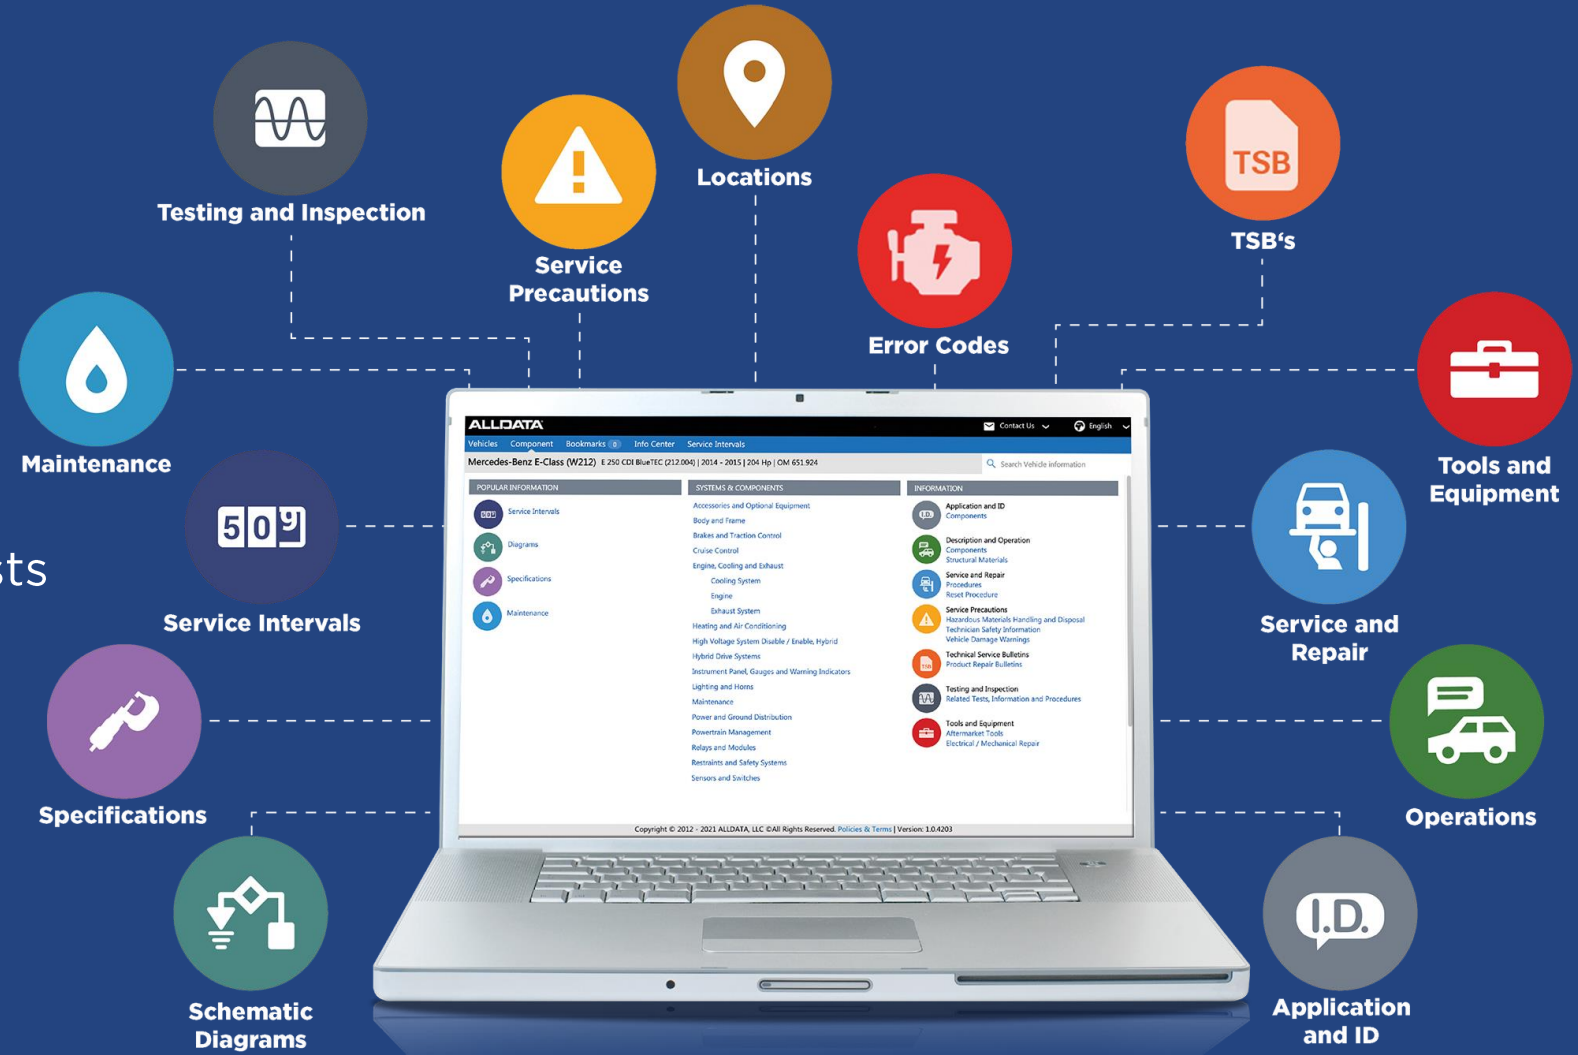 Locations
TSB
TSB's
Testing and Inspection
Service
Precautions
Error Codes
Maintenance
Tools and
Equipment
509
sts
Service Intervals
Service and
Repair
Specifications
Operations
Schematic
Diagrams
I.D.
Application
and ID
ALLDATA
Contact Us
English
Vehicles Component Bookmarks 0 Info Center Service Intervals
Mercedes-Benz E-Class (W212) E 250 CDI BlueTEC (212.004) | 2014 - 2015 | 204 Hp | OM 651.924
Search Vehicle information
POPULAR INFORMATION
Service Intervals
Diagrams
Specifications
Maintenance
SYSTEMS & COMPONENTS
Accessories and Optional Equipment
Body and Frame
Brakes and Traction Control
Cruise Control
Engine, Cooling and Exhaust
Cooling System
Engine
Exhaust System
Heating and Air Conditioning
High Voltage System Disable / Enable, Hybrid
Hybrid Drive Systems
Instrument Panel, Gauges and Warning Indicators
Lighting and Horns
Maintenance
Power and Ground Distribution
Powertrain Management
Relays and Modules
Restraints and Safety Systems
Sensors and Switches
INFORMATION
I.D.
Application and ID
Components
Description and Operation
Components
Structural Materials
Service and Repair
Procedures
Reset Procedure
Service Precautions
Hazardous Materials Handling and Disposal
Technician Safety Information
Vehicle Damage Warnings
TSB
Technical Service Bulletins
Product Repair Bulletins
Testing and Inspection
Related Tests, Information and Procedures
Tools and Equipment
Aftermarket Tools
Electrical / Mechanical Repair
Copyright © 2012 - 2021 ALLDATA, LLC ©All Rights Reserved. Policies & Terms | Version: 1.0.4203